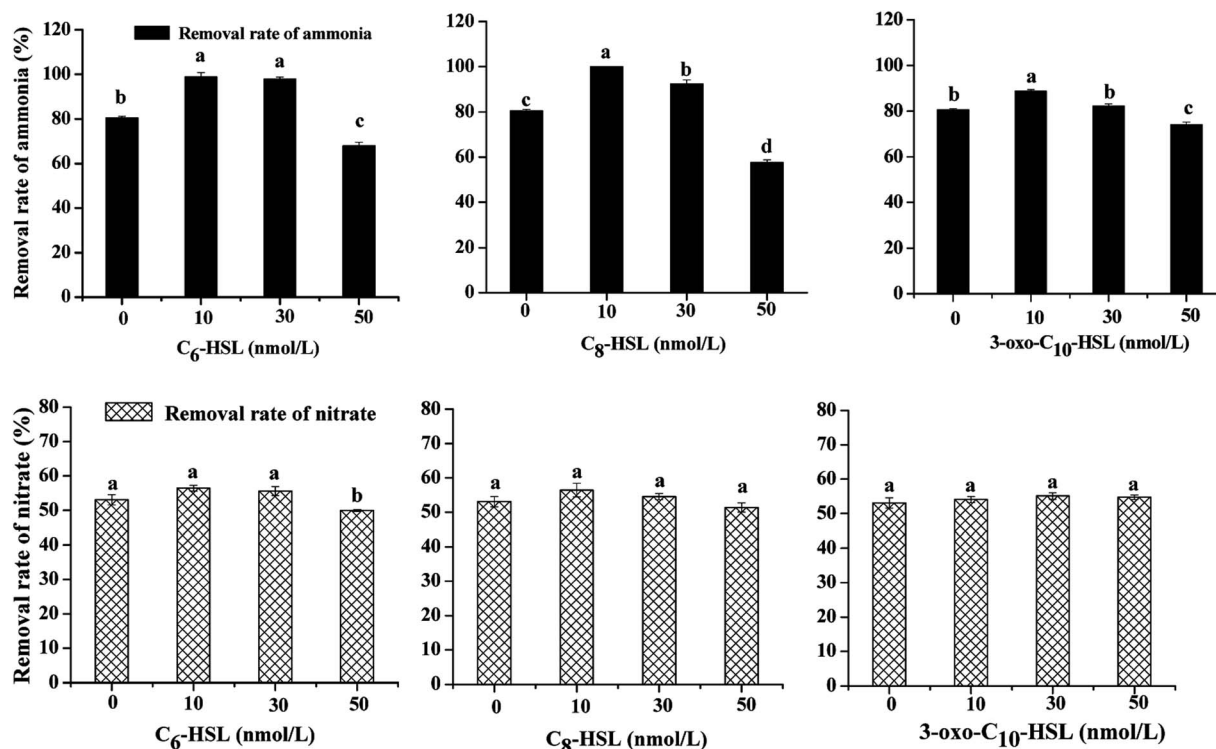 Removal rate of ammonia (%)
120
100
80
60
40
20
0
Removal rate of ammonia
b
a
a
c
0 10 30 50
C6-HSL (nmol/L)
120
100
80
60
40
20
0
c
a
b
d
0 10 30 50
C8-HSL (nmol/L)
120
100
80
60
40
20
0
b
a
b
c
0 10 30 50
3-oxo-C10-HSL (nmol/L)
Removal rate of nitrate (%)
80
70
60
50
40
30
20
10
0
Removal rate of nitrate
a
a
a
b
0 10 30 50
C6-HSL (nmol/L)
80
70
60
50
40
30
20
10
0
a
a
a
a
0 10 30 50
C8-HSL (nmol/L)
80
70
60
50
40
30
20
10
0
a
a
a
a
0 10 30 50
3-oxo-C10-HSL (nmol/L)